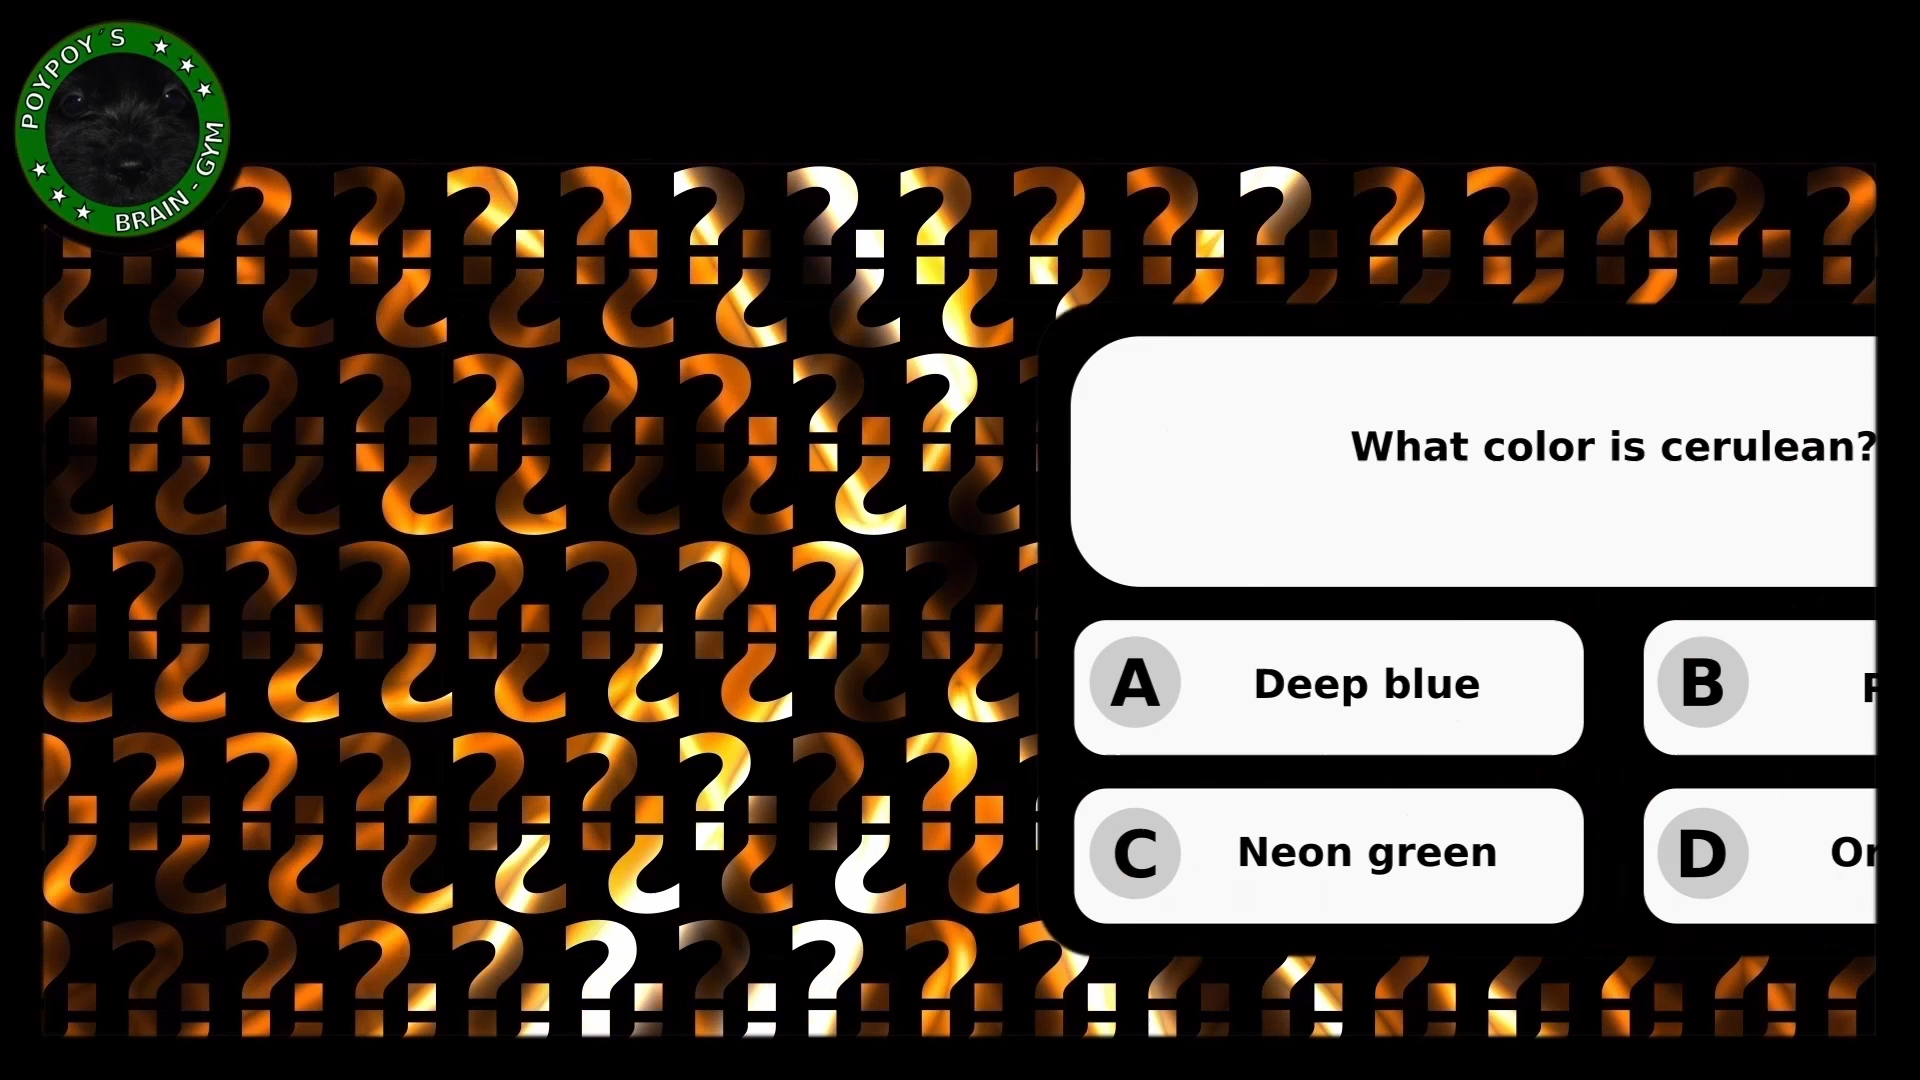 POYPOY´S
BRAIN - GYM
What color is cerulean?
A Deep blue
B
C Neon green
D